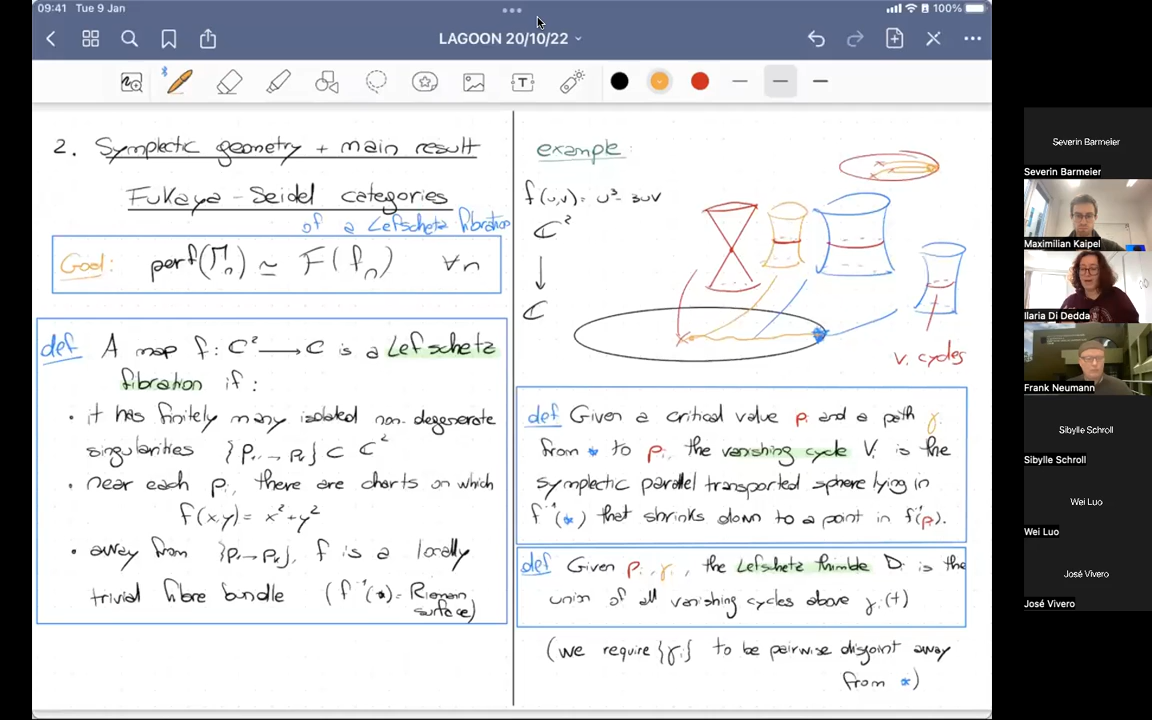 09:41 Tue 9 Jan
100%
LAGOON 20/10/22
2. Symplectic geometry + main result
Fukaya-Seidel categories
of a Lefschetz fibration
Goal: perf(Γn) ≃ F(fn) ∀n
def A map f: C² → C is a Lefschetz
fibration if:
• it has finitely many isolated non-degenerate
singularities {P1,...,Pk} ⊂ C²
• near each Pi, there are charts on which
f(x,y) = x²+y²
• away from {P1...Pk}, f is a locally
trivial fibre bundle (f⁻¹(*) = Rieman
surface)
example:
f(u,v) = u³-3uv
C²
↓
C
v. cycles
def Given a critical value Pi and a path γi
from * to Pi, the vanishing cycle Vi is the
symplectic parallel transported sphere lying in
f⁻¹(*) that shrinks down to a point in f⁻¹(p).
def Given Pi, γi, the Lefshetz thimble Di is the
union of all vanishing cycles above γi(t)
(we require {γi} to be pairwise disjoint away
from *)
Severin Barmeier
Severin Barmeier
Maximilian Kaipel
Ilaria Di Dedda
Frank Neumann
Sibylle Schroll
Sibylle Schroll
Wei Luo
Wei Luo
José Vivero
José Vivero